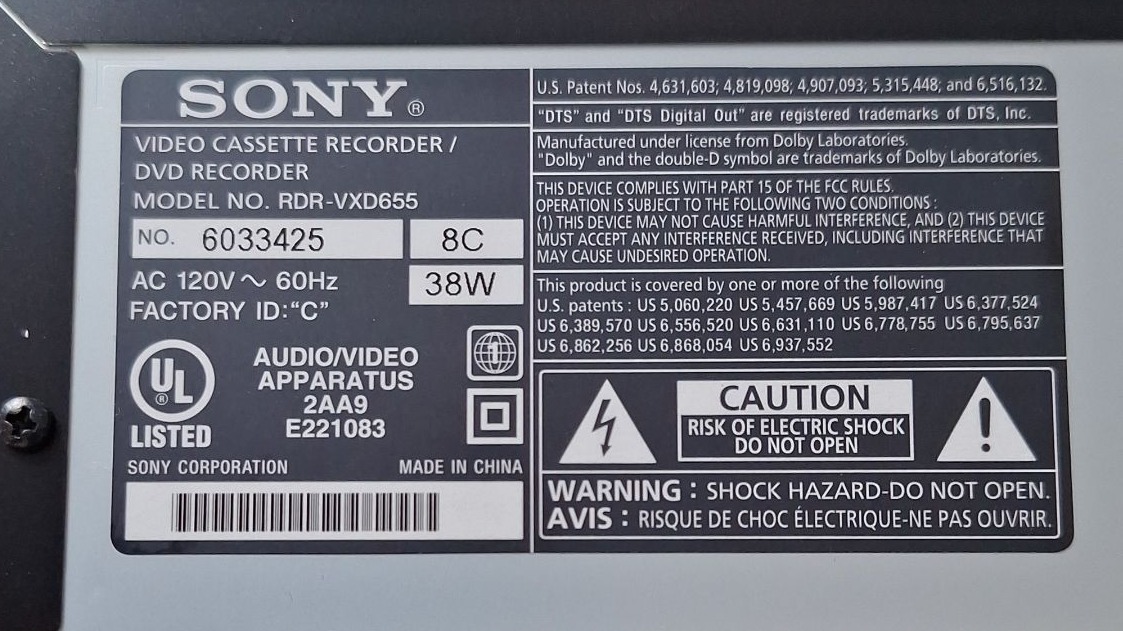 SONY®
VIDEO CASSETTE RECORDER /
DVD RECORDER
MODEL NO. RDR-VXD655
NO. 6033425 8C
AC 120V ~ 60Hz 38W
FACTORY ID:“C”
UL ® LISTED
AUDIO/VIDEO
APPARATUS
2AA9
E221083
1
SONY CORPORATION MADE IN CHINA
U.S. Patent Nos. 4,631,603; 4,819,098; 4,907,093; 5,315,448; and 6,516,132.
"DTS" and "DTS Digital Out" are registered trademarks of DTS, Inc.
Manufactured under license from Dolby Laboratories.
"Dolby" and the double-D symbol are trademarks of Dolby Laboratories.
THIS DEVICE COMPLIES WITH PART 15 OF THE FCC RULES.
OPERATION IS SUBJECT TO THE FOLLOWING TWO CONDITIONS :
(1) THIS DEVICE MAY NOT CAUSE HARMFUL INTERFERENCE, AND (2) THIS DEVICE
MUST ACCEPT ANY INTERFERENCE RECEIVED, INCLUDING INTERFERENCE THAT
MAY CAUSE UNDESIRED OPERATION.
This product is covered by one or more of the following
U.S. patents : US 5,060,220 US 5,457,669 US 5,987,417 US 6,377,524
US 6,389,570 US 6,556,520 US 6,631,110 US 6,778,755 US 6,795,637
US 6,862,256 US 6,868,054 US 6,937,552
CAUTION
RISK OF ELECTRIC SHOCK
DO NOT OPEN
WARNING : SHOCK HAZARD-DO NOT OPEN.
AVIS : RISQUE DE CHOC ÉLECTRIQUE-NE PAS OUVRIR.